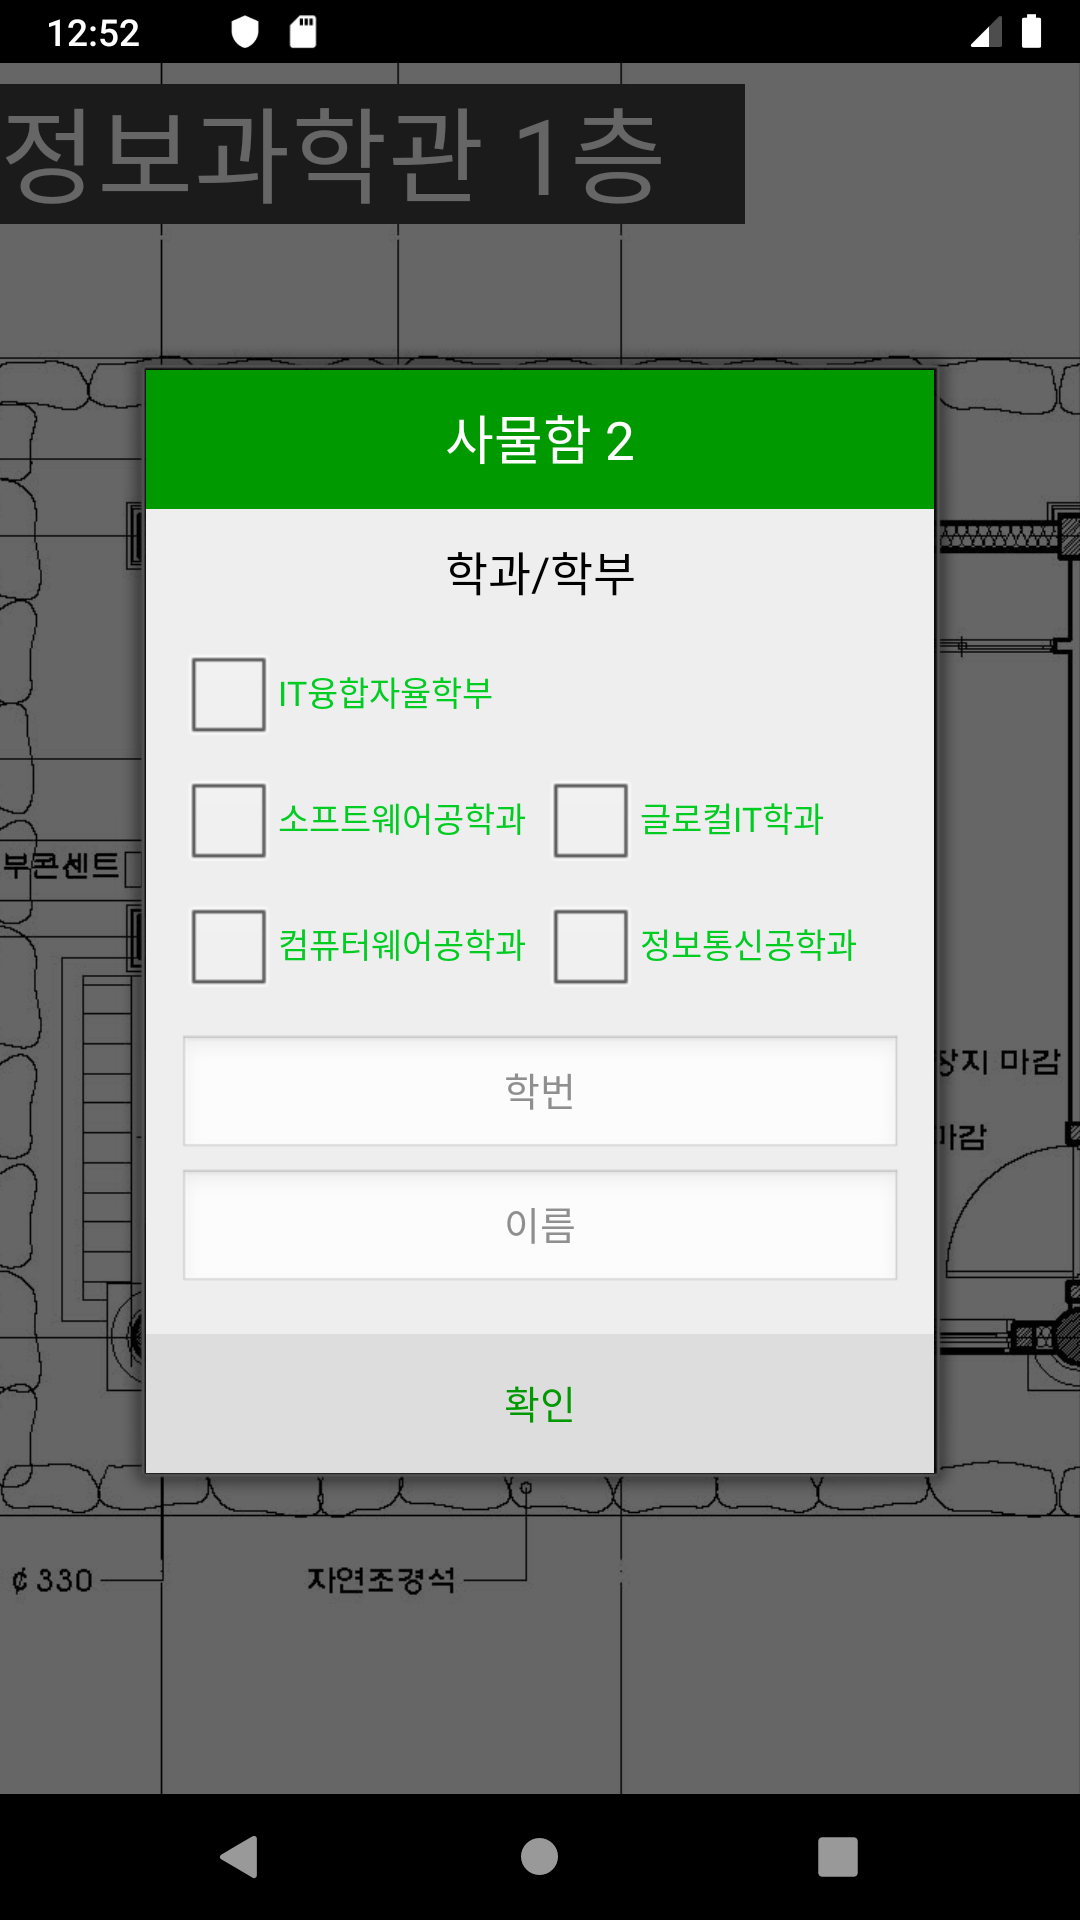 12:52
정보과학관 1층
사물함 2
학과/학부
IT융합자율학부
소프트웨어공학과 글로컬IT학과
부콘센트
컴퓨터웨어공학과 정보통신공학과
장지 마감
학번
마감
이름
확인
¢ 330 자연조경석